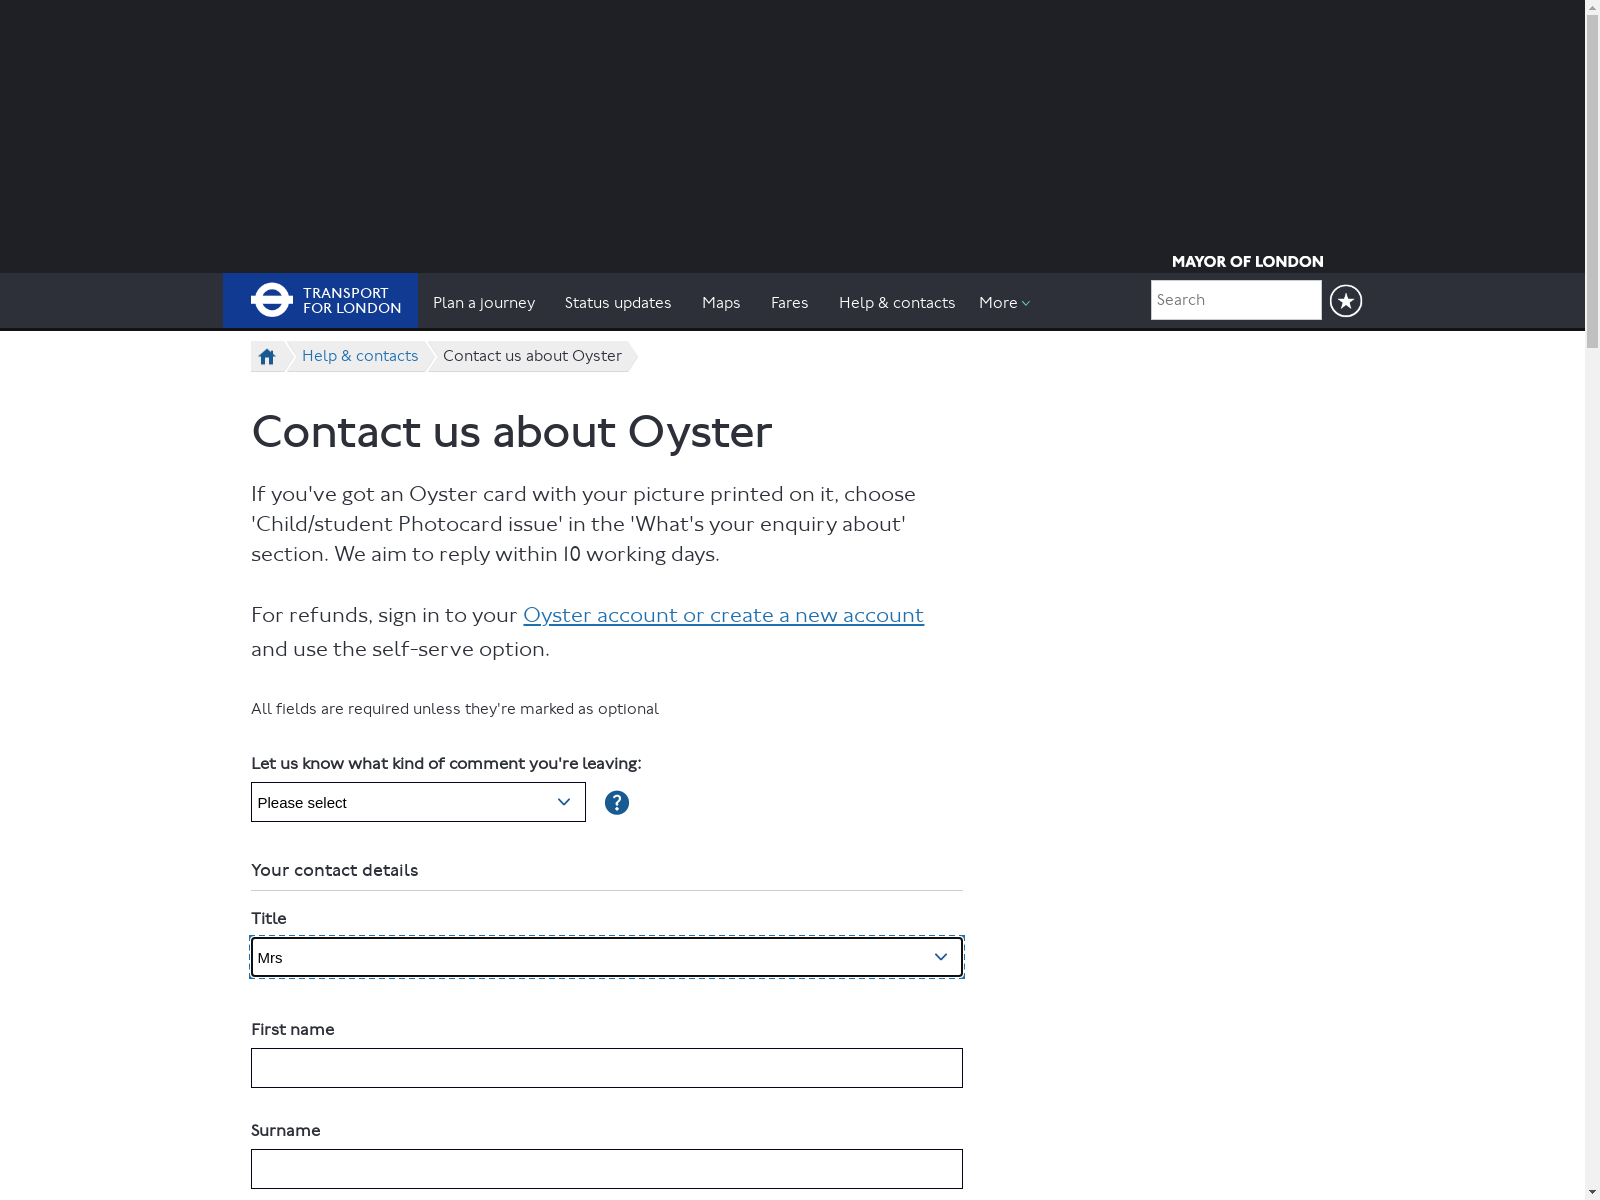 MAYOR OF LONDON
TRANSPORT
FOR LONDON
Plan a journey
Status updates
Maps
Fares
Help & contacts
More
Search
Help & contacts
Contact us about Oyster
Contact us about Oyster
If you've got an Oyster card with your picture printed on it, choose
'Child/student Photocard issue' in the 'What's your enquiry about'
section. We aim to reply within 10 working days.
For refunds, sign in to your Oyster account or create a new account
and use the self-serve option.
All fields are required unless they're marked as optional
Let us know what kind of comment you're leaving:
Please select
?
Your contact details
Title
Mrs
First name
Surname